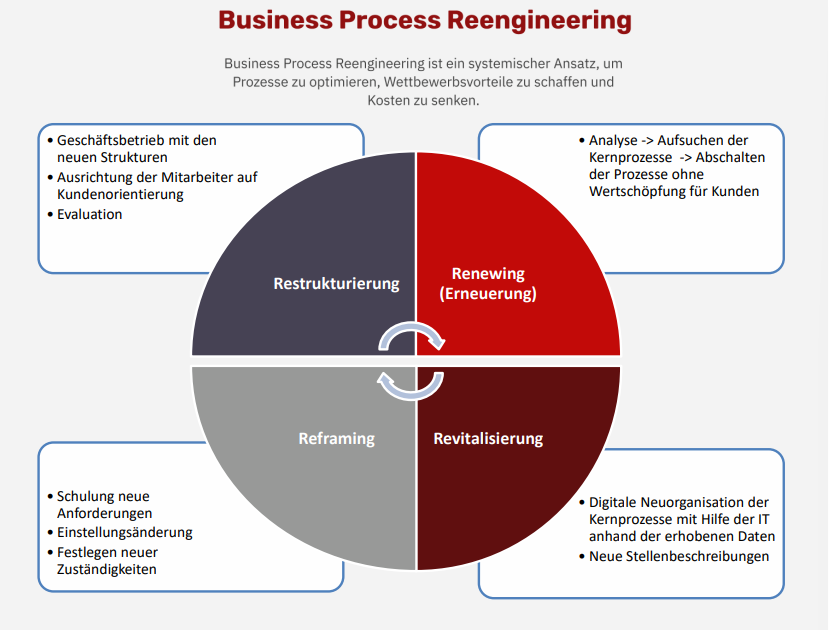 Business Process Reengineering
Business Process Reengineering ist ein systemischer Ansatz, um
Prozesse zu optimieren, Wettbewerbsvorteile zu schaffen und
Kosten zu senken.
• Geschäftsbetrieb mit den
neuen Strukturen
• Ausrichtung der Mitarbeiter auf
Kundenorientierung
• Evaluation
• Analyse -> Aufsuchen der
Kernprozesse -> Abschalten
der Prozesse ohne
Wertschöpfung für Kunden
Restrukturierung
Renewing
(Erneuerung)
Reframing
Revitalisierung
• Schulung neue
Anforderungen
• Einstellungsänderung
• Festlegen neuer
Zuständigkeiten
• Digitale Neuorganisation der
Kernprozesse mit Hilfe der IT
anhand der erhobenen Daten
• Neue Stellenbeschreibungen